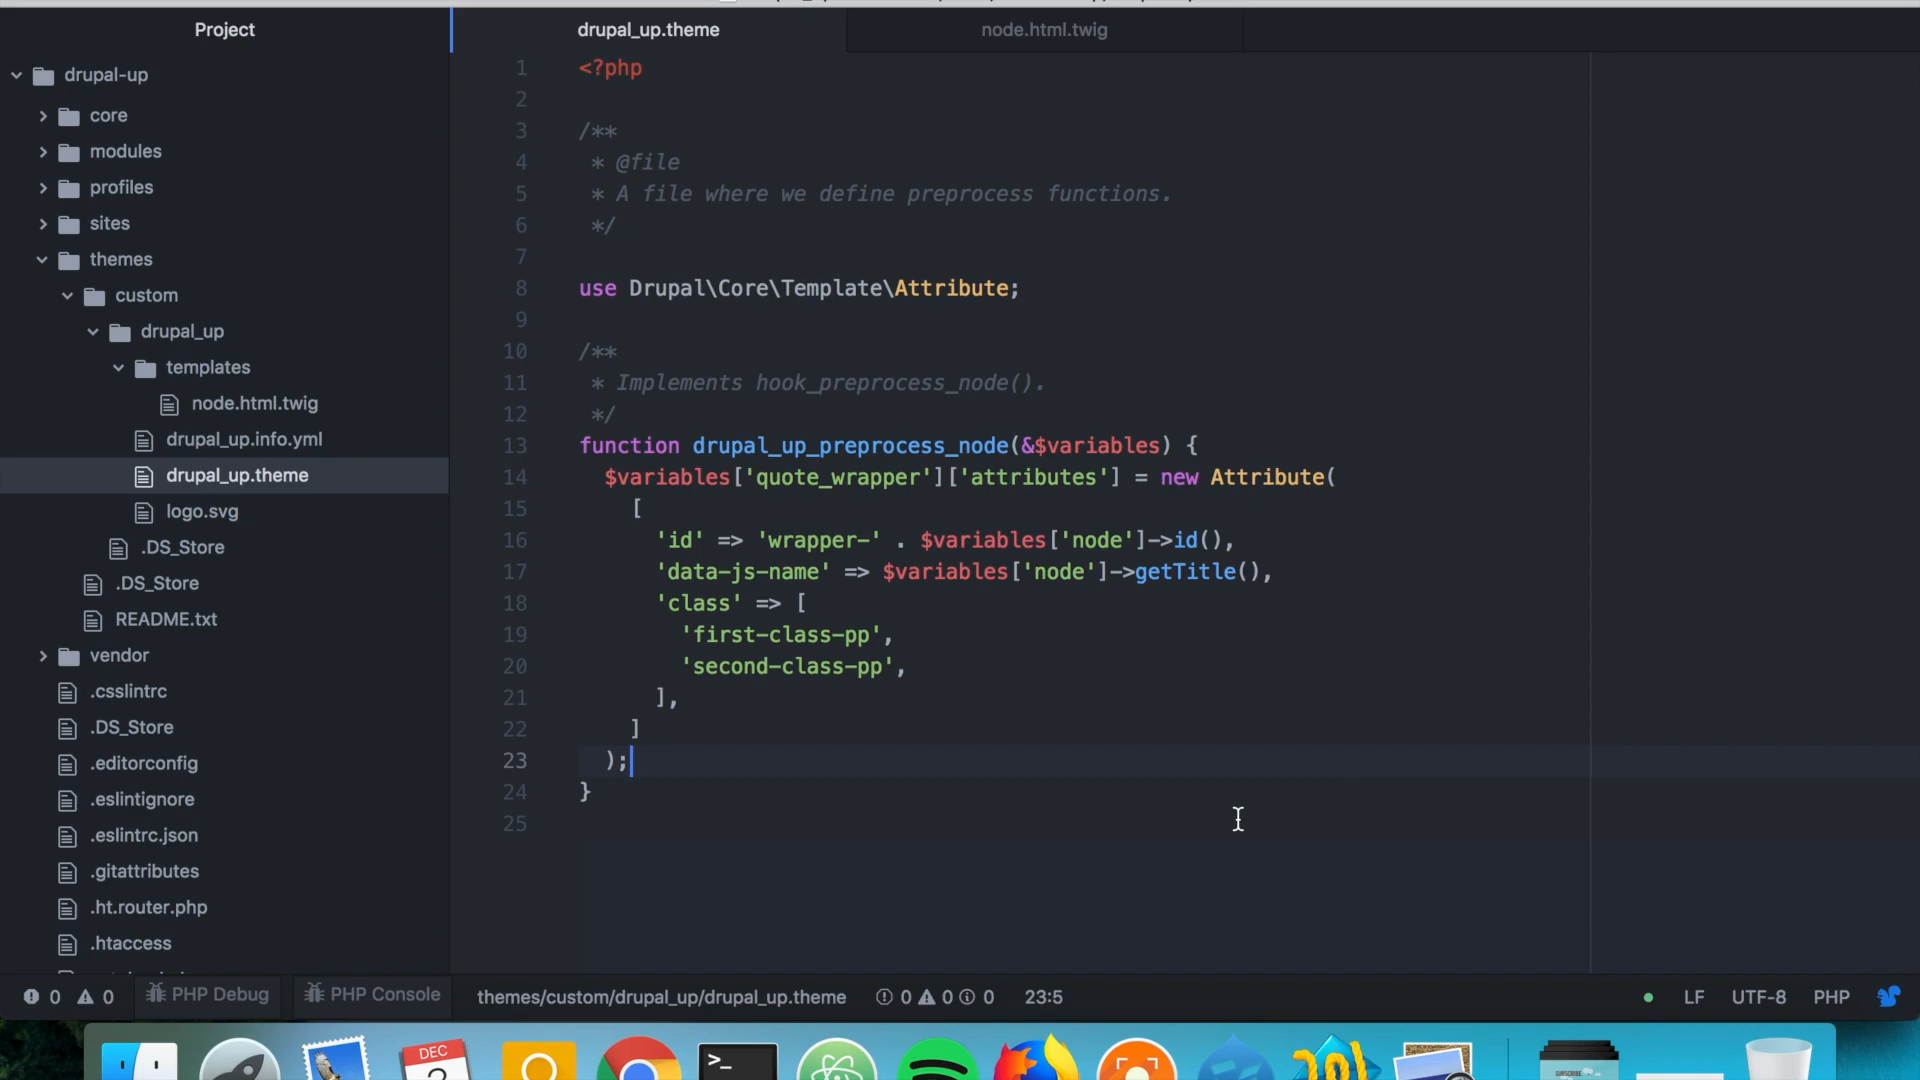 Project
drupal-up
core
modules
profiles
sites
themes
custom
drupal_up
templates
node.html.twig
drupal_up.info.yml
drupal_up.theme
logo.svg
.DS_Store
.DS_Store
README.txt
vendor
.csslintrc
.DS_Store
.editorconfig
.eslintignore
.eslintrc.json
.gitattributes
.ht.router.php
.htaccess
drupal_up.theme
node.html.twig
1 <?php
2
3 /**
4  * @file
5  * A file where we define preprocess functions.
6  */
7
8 use Drupal\Core\Template\Attribute;
9
10 /**
11  * Implements hook_preprocess_node().
12  */
13 function drupal_up_preprocess_node(&$variables) {
14   $variables['quote_wrapper']['attributes'] = new Attribute(
15     [
16       'id' => 'wrapper-' . $variables['node']->id(),
17       'data-js-name' => $variables['node']->getTitle(),
18       'class' => [
19         'first-class-pp',
20         'second-class-pp',
21       ],
22     ]
23   );
24 }
25
0 0 PHP Debug PHP Console themes/custom/drupal_up/drupal_up.theme 0 0 0 23:5 LF UTF-8 PHP
DEC
>_
SUBSCRIBE